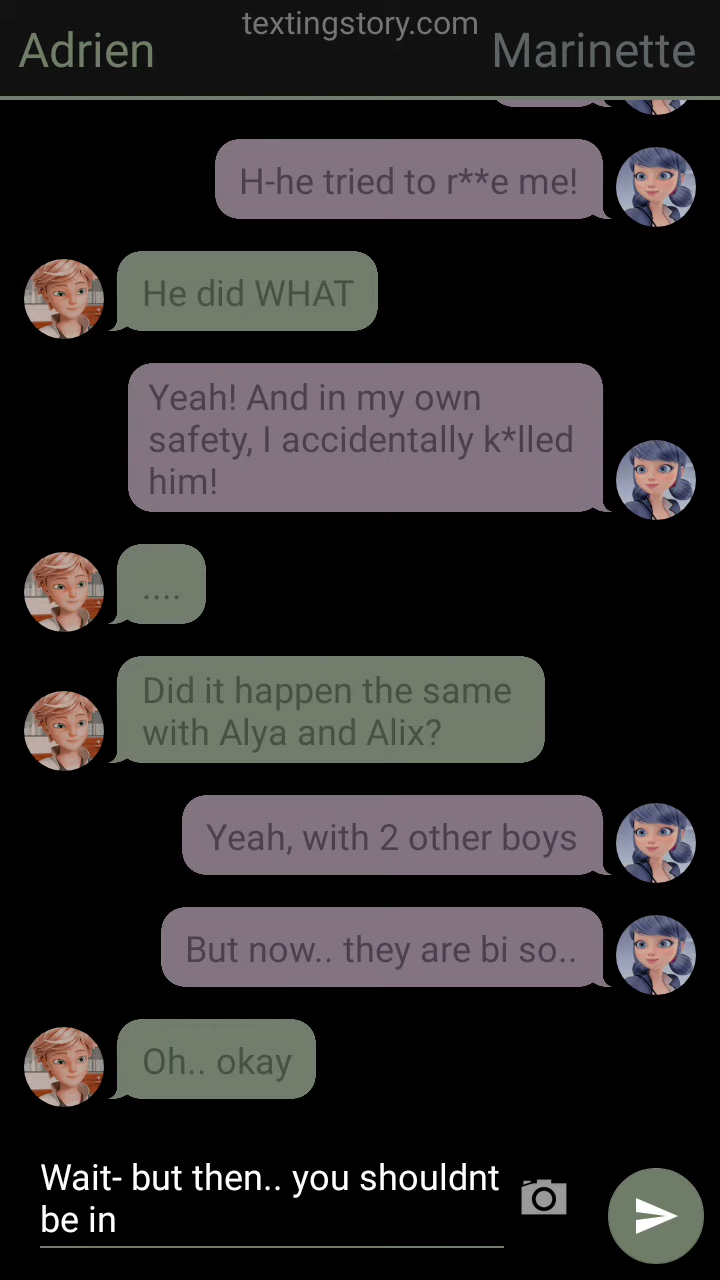 textingstory.com
Adrien
Marinette
H-he tried to r**e me!
He did WHAT
Yeah! And in my own
safety, I accidentally k*lled
him!
....
Did it happen the same
with Alya and Alix?
Yeah, with 2 other boys
But now.. they are bi so..
Oh.. okay
Wait- but then.. you shouldnt
be in